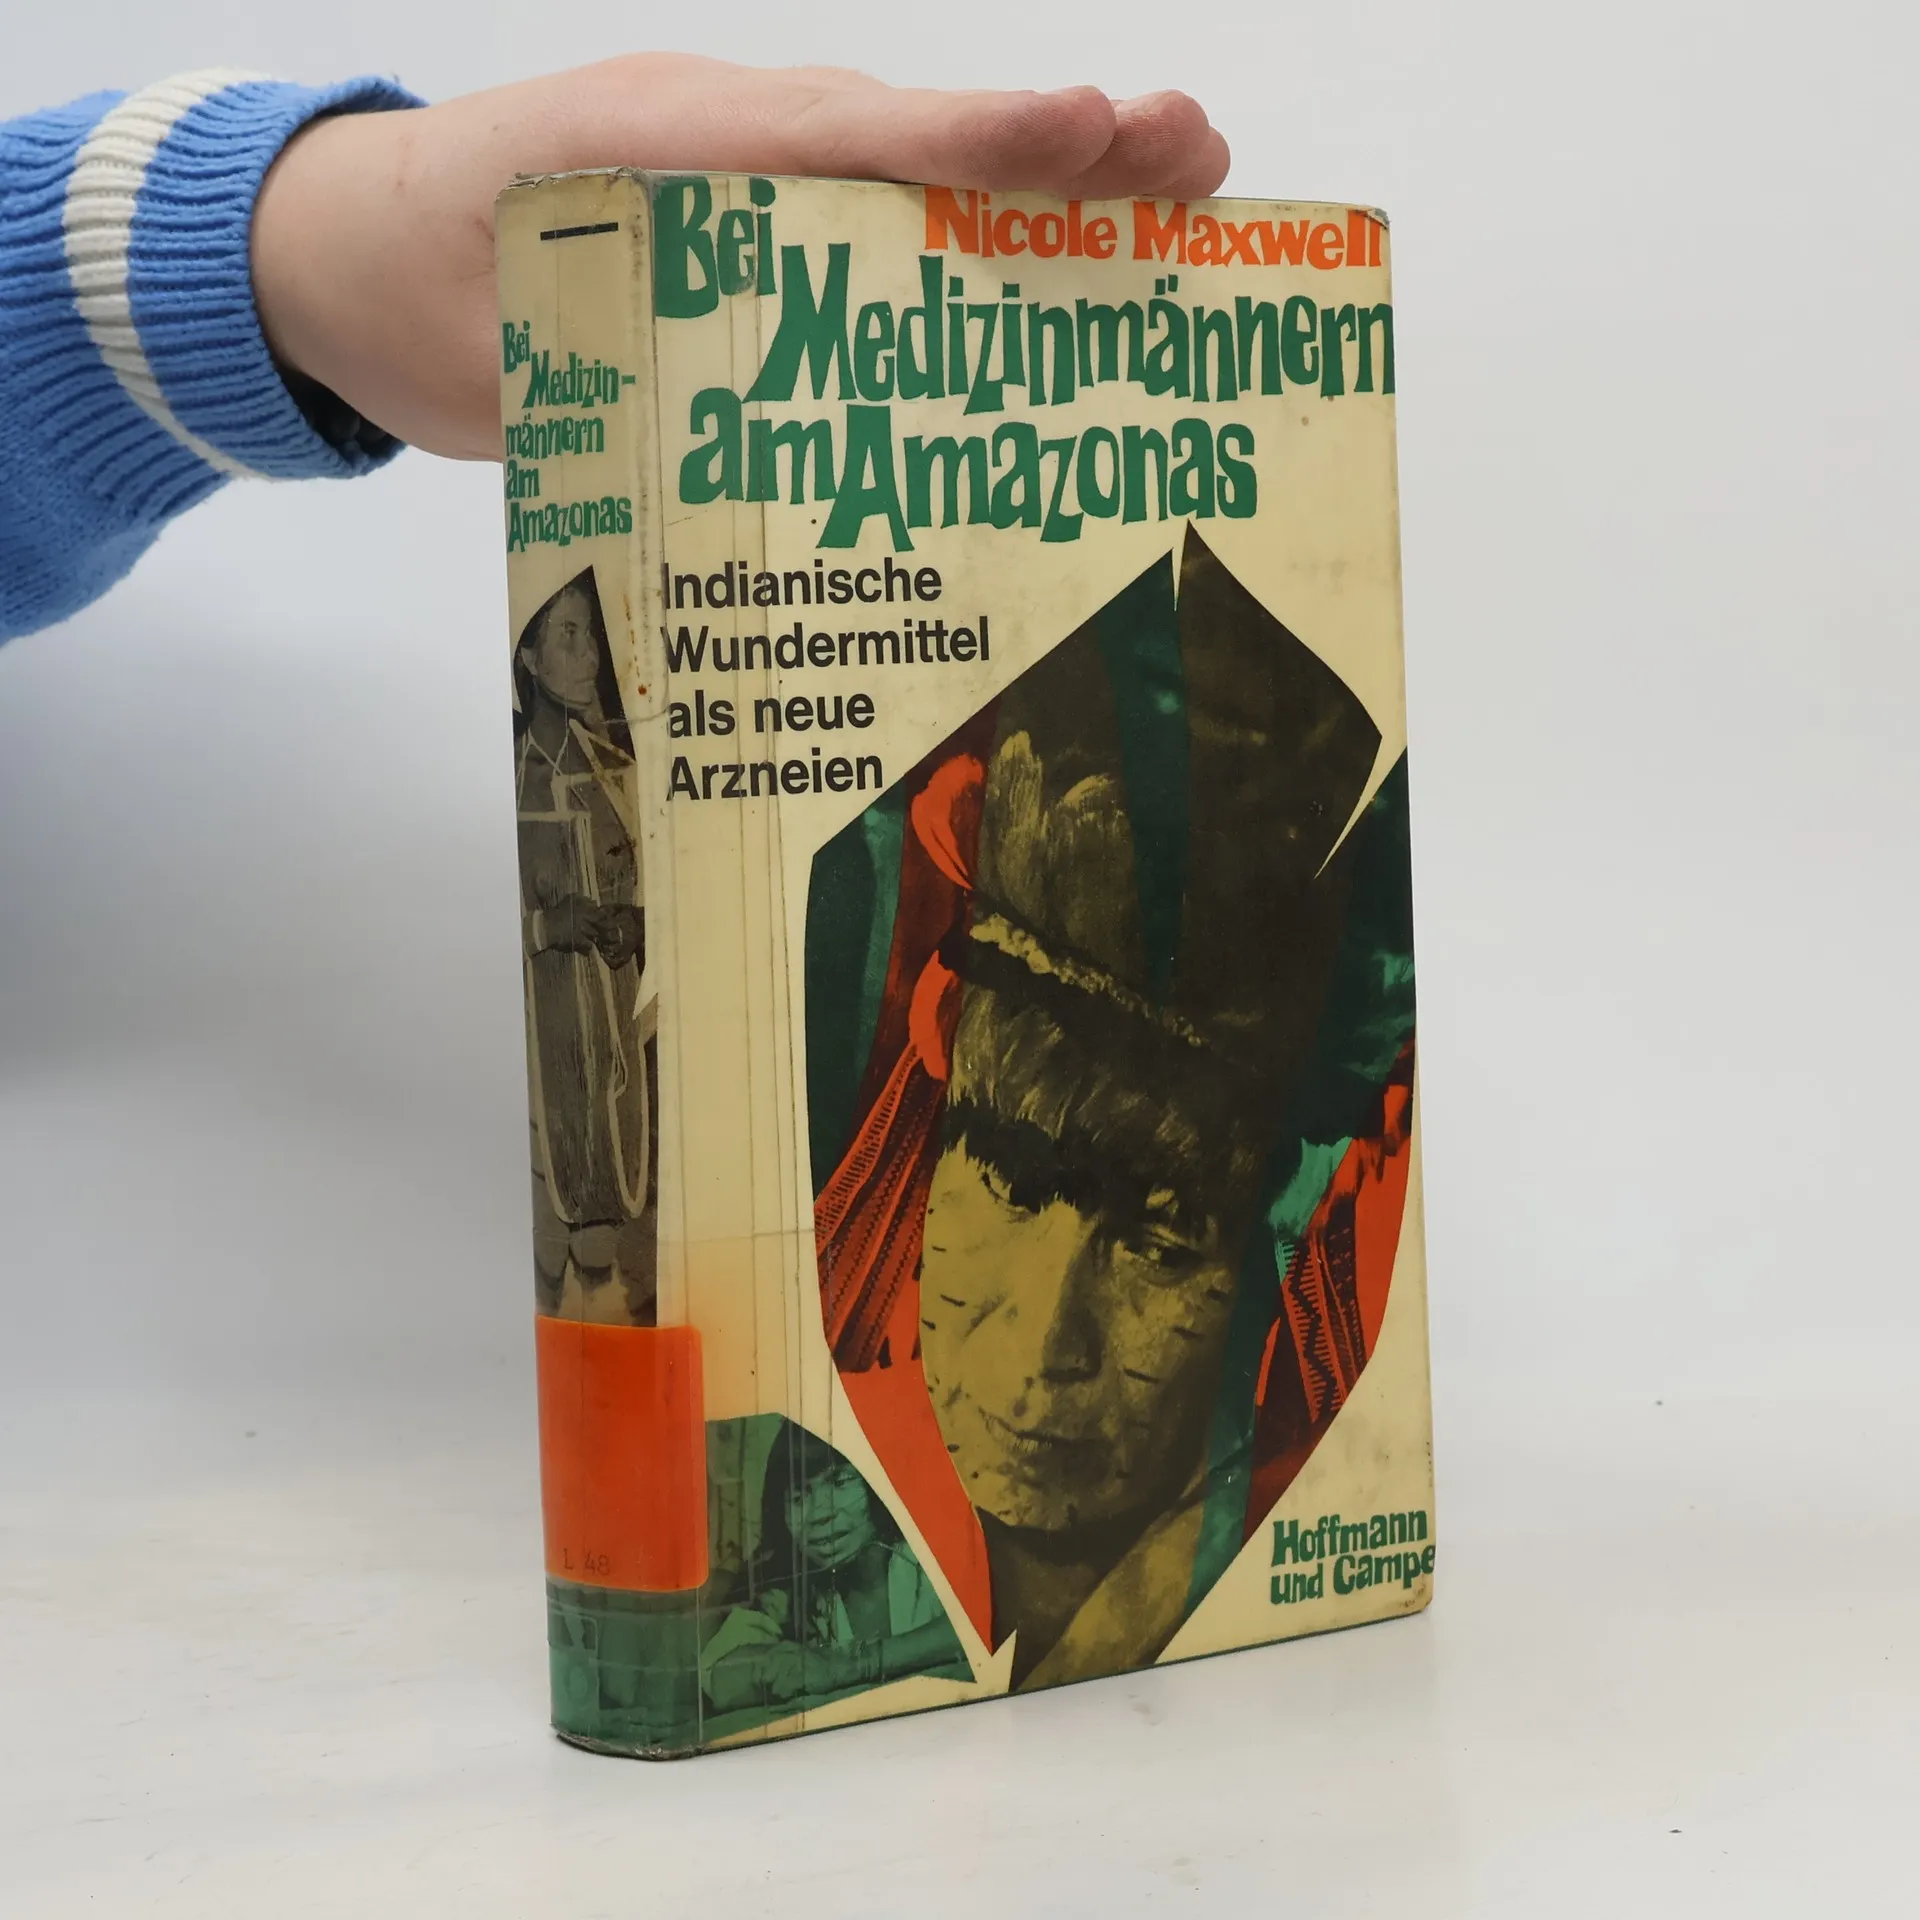 Bei
Medizin-
männern
am
Amazonas
L 48
Nicole Maxwell
Bei
Medizinmännern
am Amazonas
Indianische
Wundermittel
als neue
Arzneien
Hoffmann
und Campe